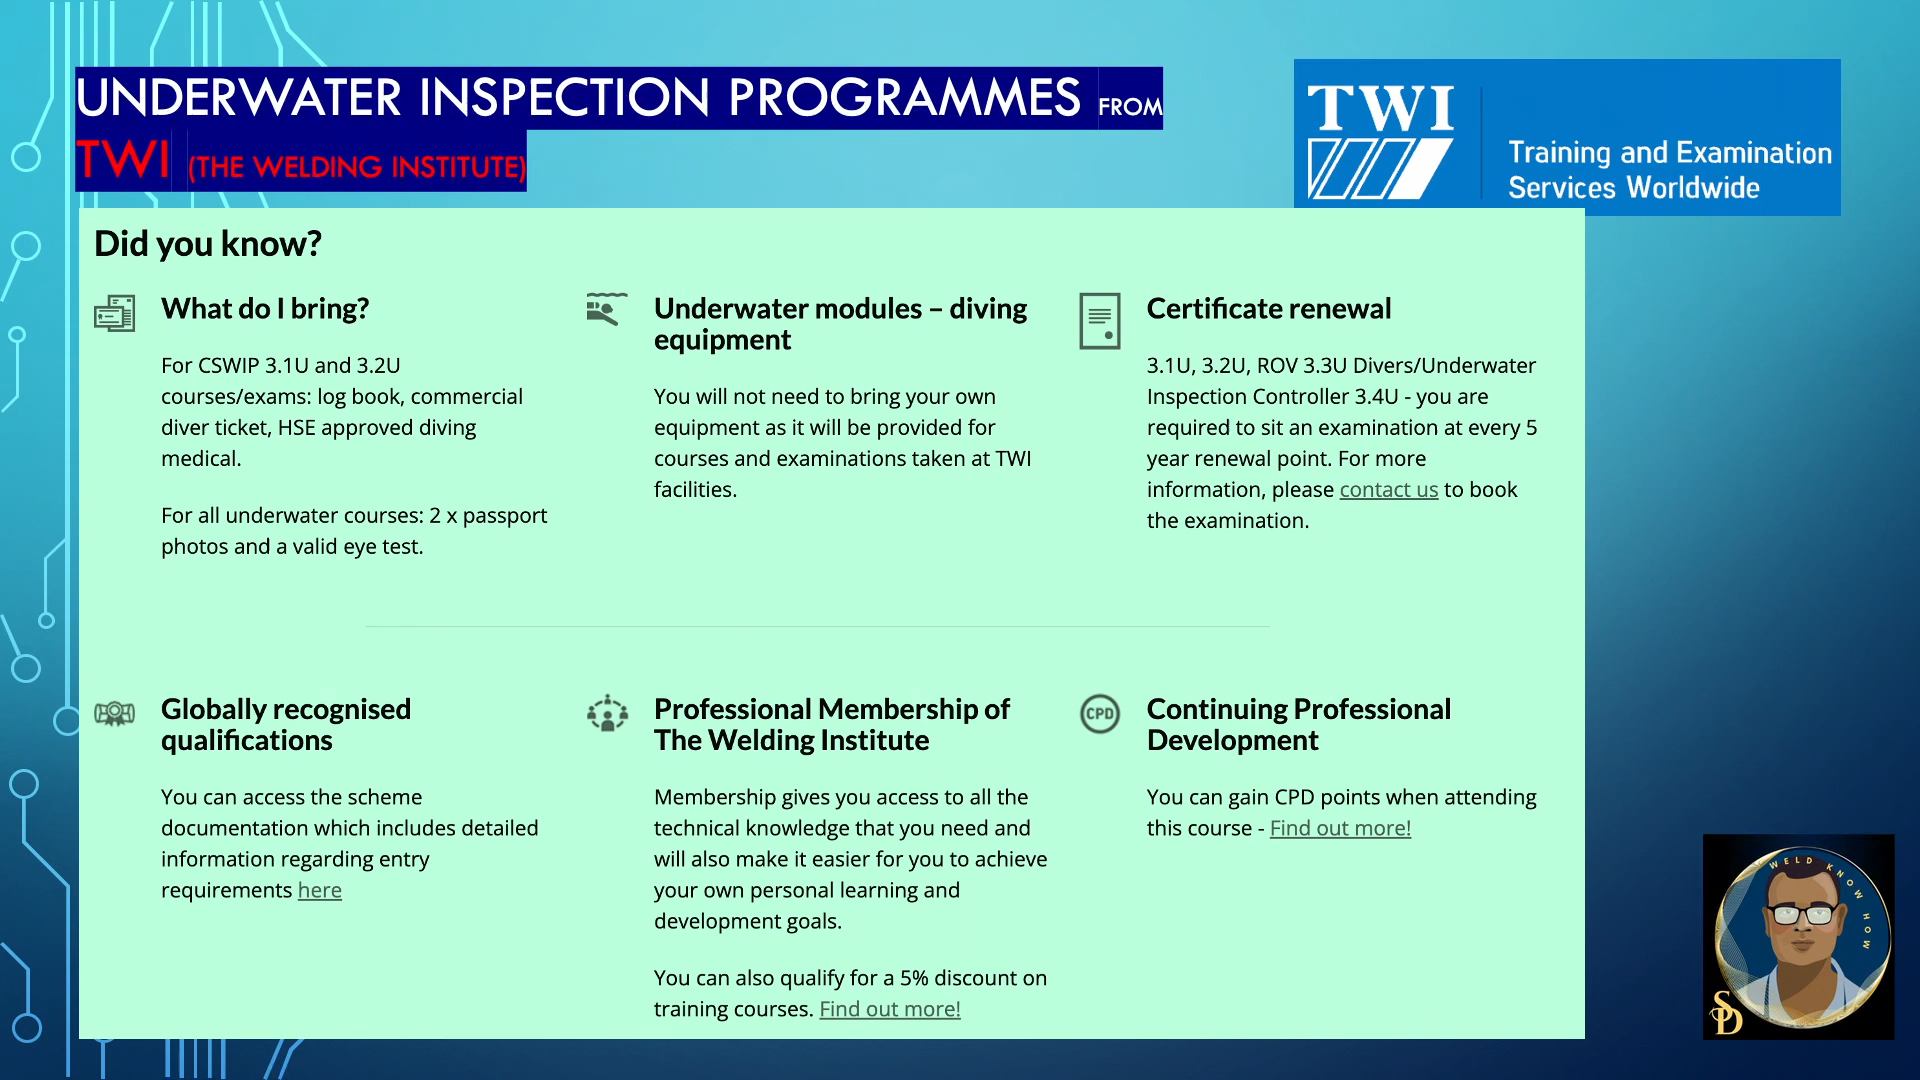 UNDERWATER INSPECTION PROGRAMMES FROM
TWI (THE WELDING INSTITUTE)
TWI
Training and Examination
Services Worldwide
Did you know?
What do I bring?
For CSWIP 3.1U and 3.2U
courses/exams: log book, commercial
diver ticket, HSE approved diving
medical.
For all underwater courses: 2 x passport
photos and a valid eye test.
Underwater modules – diving
equipment
You will not need to bring your own
equipment as it will be provided for
courses and examinations taken at TWI
facilities.
Certificate renewal
3.1U, 3.2U, ROV 3.3U Divers/Underwater
Inspection Controller 3.4U - you are
required to sit an examination at every 5
year renewal point. For more
information, please contact us to book
the examination.
Globally recognised
qualifications
You can access the scheme
documentation which includes detailed
information regarding entry
requirements here
Professional Membership of
The Welding Institute
Membership gives you access to all the
technical knowledge that you need and
will also make it easier for you to achieve
your own personal learning and
development goals.
You can also qualify for a 5% discount on
training courses. Find out more!
CPD
Continuing Professional
Development
You can gain CPD points when attending
this course - Find out more!
WELD KNOW HOW
SD